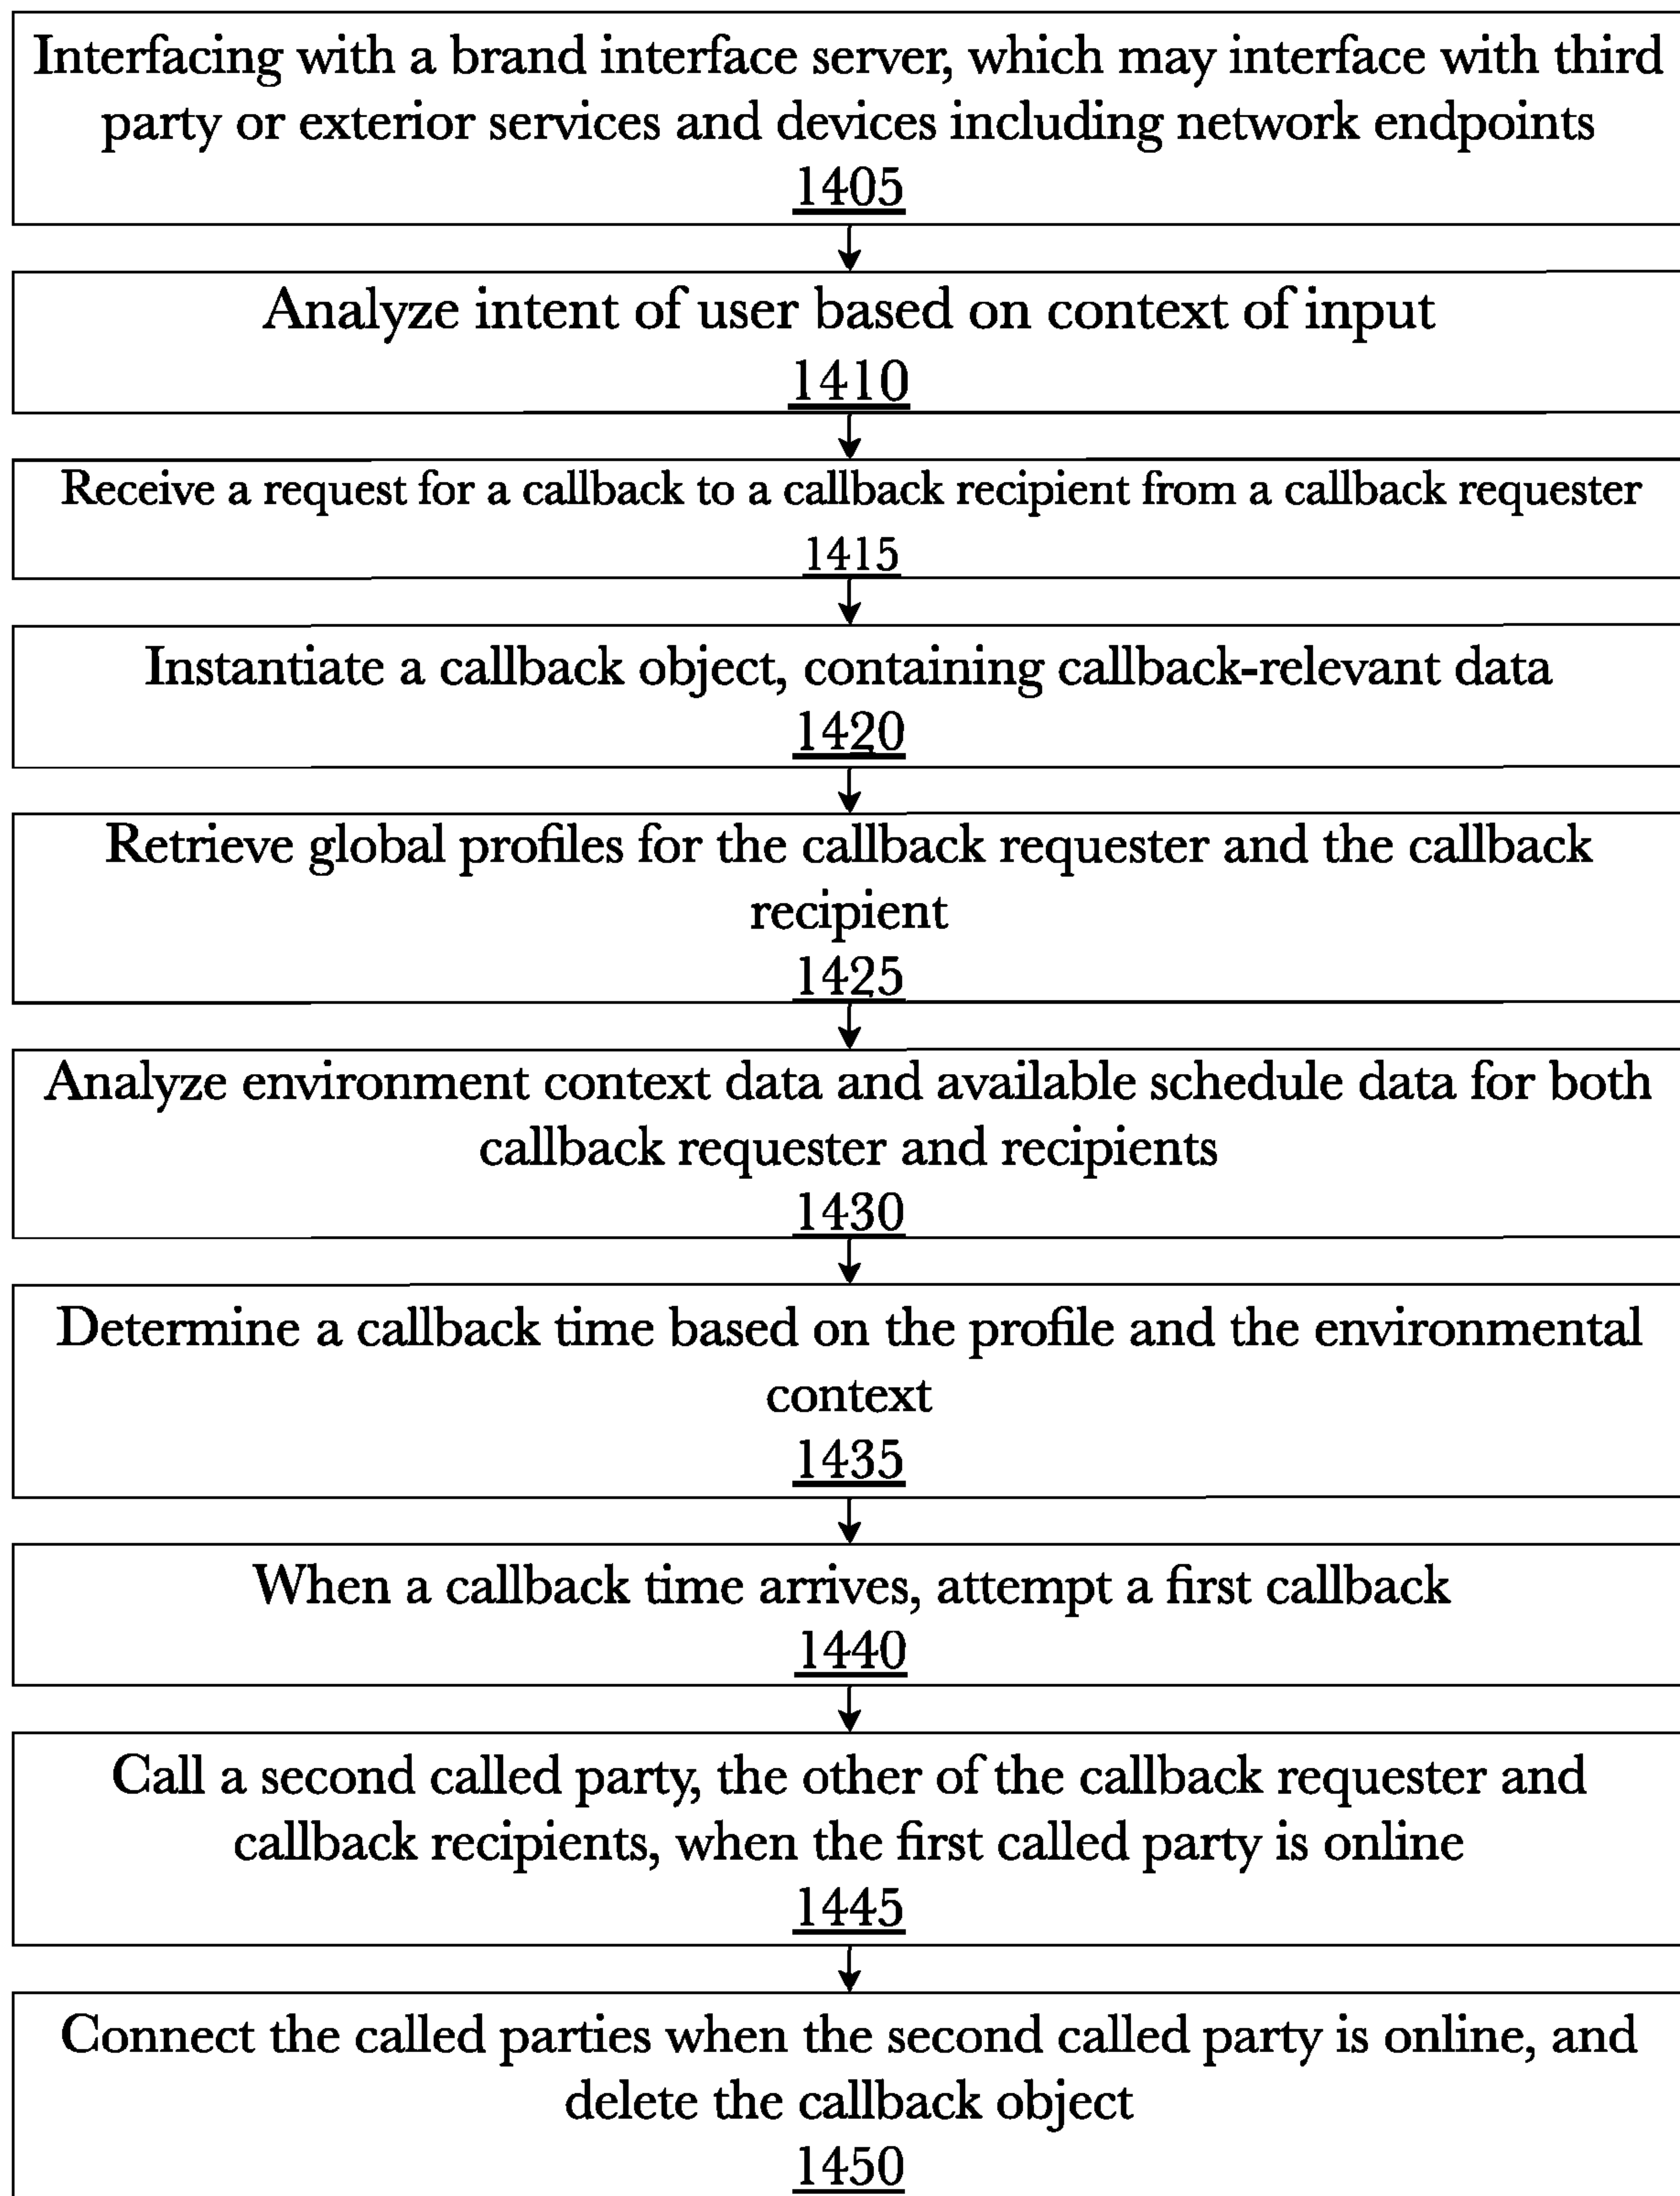 Interfacing with a brand interface server, which may interface with third
party or exterior services and devices including network endpoints
1405
Analyze intent of user based on context of input
1410
Receive a request for a callback to a callback recipient from a callback requester
1415
Instantiate a callback object, containing callback-relevant data
1420
Retrieve global profiles for the callback requester and the callback
recipient
1425
Analyze environment context data and available schedule data for both
callback requester and recipients
1430
Determine a callback time based on the profile and the environmental
context
1435
When a callback time arrives, attempt a first callback
1440
Call a second called party, the other of the callback requester and
callback recipients, when the first called party is online
1445
Connect the called parties when the second called party is online, and
delete the callback object
1450